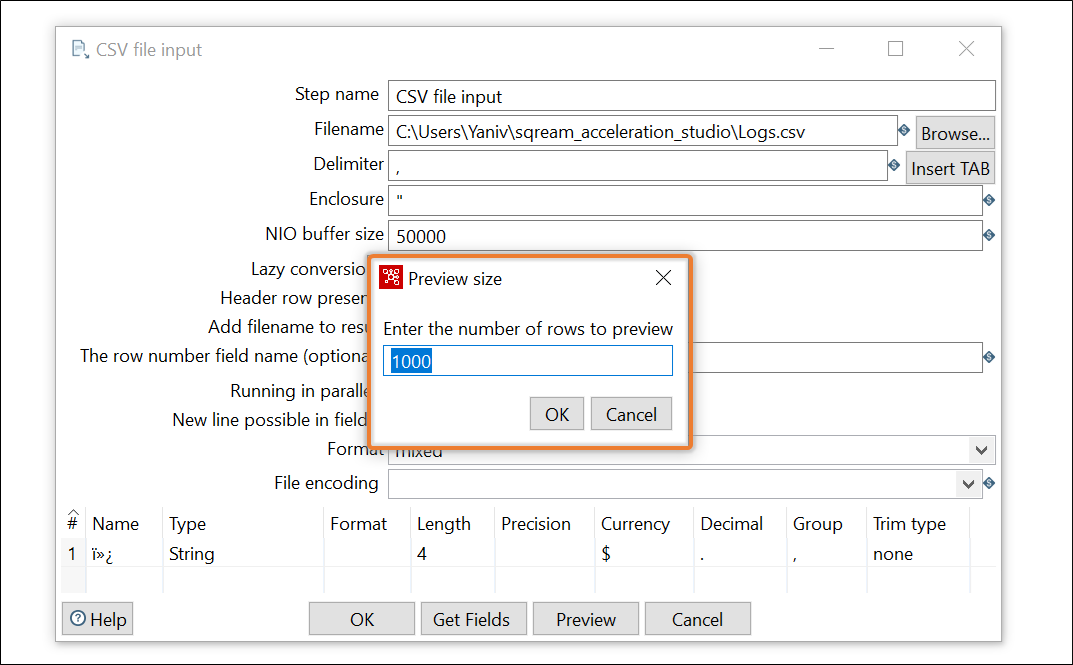 CSV file input
Step name CSV file input
Filename C:\Users\Yaniv\sqream_acceleration_studio\Logs.csv Browse...
Delimiter , Insert TAB
Enclosure "
NIO buffer size 50000
Lazy conversion
Header row presen
Add filename to resu
The row number field name (optiona
Running in paralle
New line possible in field
Format mixed
File encoding
Preview size
Enter the number of rows to preview
1000
OK Cancel
# Name Type Format Length Precision Currency Decimal Group Trim type
1 ï»¿ String 4 $ . , none
Help OK Get Fields Preview Cancel